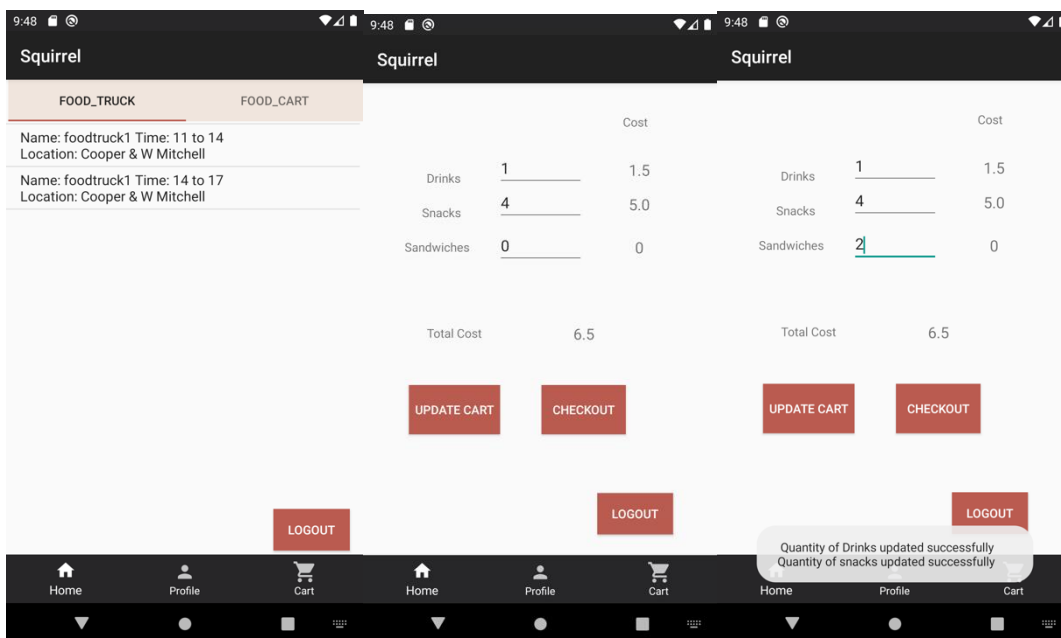 9:48
Squirrel
FOOD_TRUCK FOOD_CART
Name: foodtruck1 Time: 11 to 14
Location: Cooper & W Mitchell
Name: foodtruck1 Time: 14 to 17
Location: Cooper & W Mitchell
LOGOUT
Home Profile Cart
9:48
Squirrel
Cost
Drinks 1 1.5
Snacks 4 5.0
Sandwiches 0 0
Total Cost 6.5
UPDATE CART CHECKOUT
LOGOUT
Home Profile Cart
9:48
Squirrel
Cost
Drinks 1 1.5
Snacks 4 5.0
Sandwiches 2 0
Total Cost 6.5
UPDATE CART CHECKOUT
LOGOUT
Quantity of Drinks updated successfully
Quantity of snacks updated successfully
Home Profile Cart